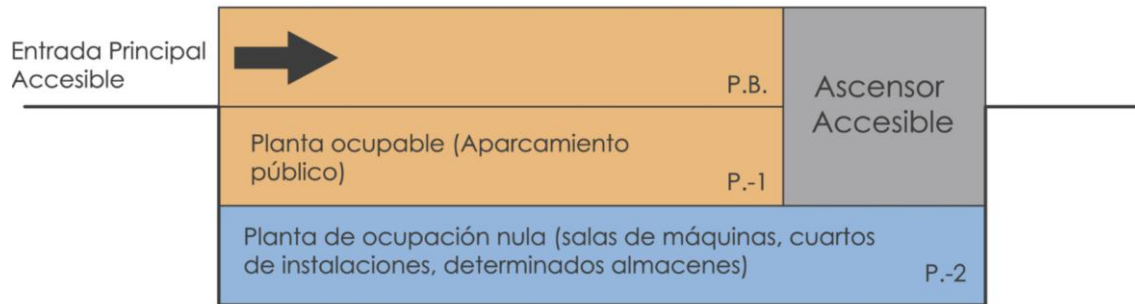 Entrada Principal
Accesible
P.B.
Ascensor
Accesible
Planta ocupable (Aparcamiento
público)
P.-1
Planta de ocupación nula (salas de máquinas, cuartos
de instalaciones, determinados almacenes)
P.-2